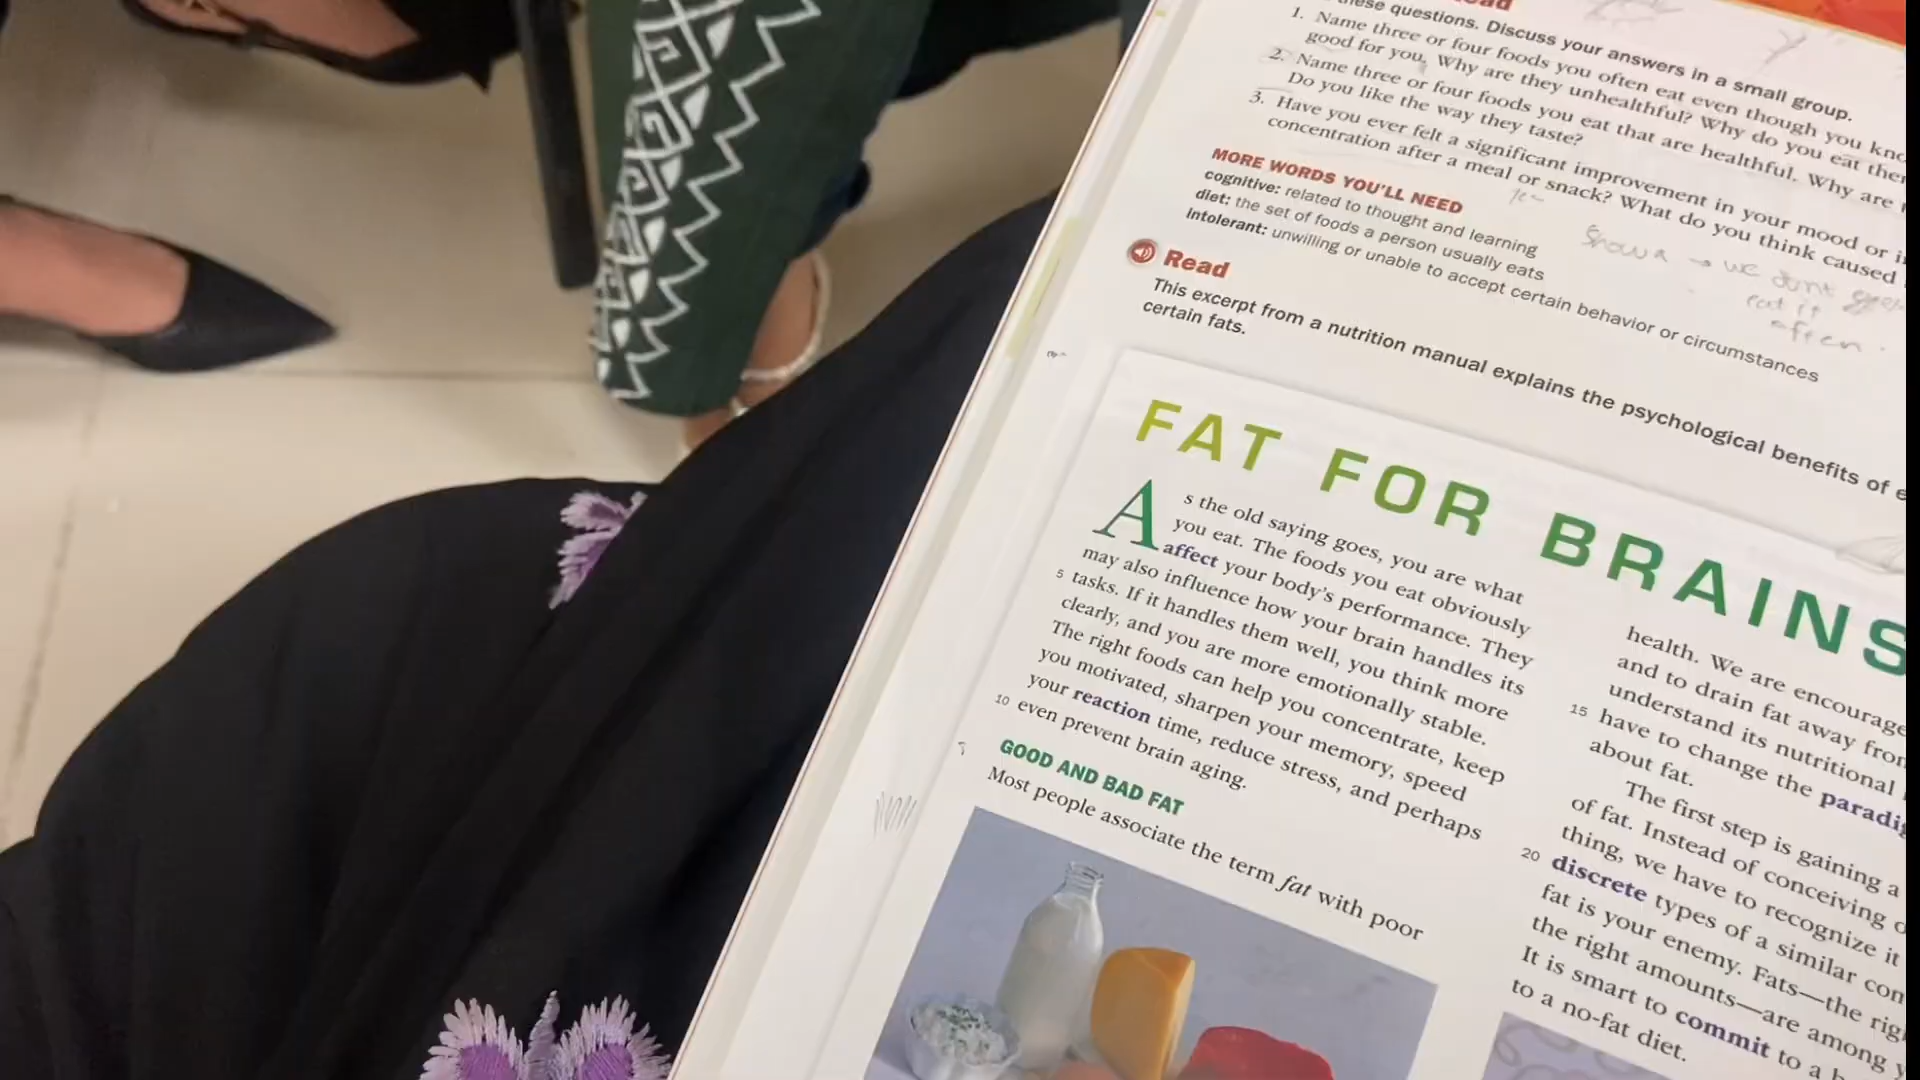 these questions. Discuss your answers in a small group.
1. Name three or four foods you often eat even though you
good for you. Why are they unhealthful? Why do you eat
2. Name three or four foods you eat that are healthful. Why are
Do you like the way they taste?
3. Have you ever felt a significant improvement in your mood or
concentration after a meal or snack? What do you think caused
MORE WORDS YOU'LL NEED
cognitive: related to thought and learning
diet: the set of foods a person usually eats
intolerant: unwilling or unable to accept certain behavior or circumstances
we dont
eat it
often.
Read
This excerpt from a nutrition manual explains the psychological benefits of
certain fats.
FAT FOR BRAINS
As the old saying goes, you are what
you eat. The foods you eat obviously
affect your body's performance. They
may also influence how your brain handles its
5 tasks. If it handles them well, you think more
clearly, and you are more emotionally stable.
The right foods can help you concentrate, keep
you motivated, sharpen your memory, speed
your reaction time, reduce stress, and perhaps
10 even prevent brain aging.
GOOD AND BAD FAT
Most people associate the term fat with poor
health. We are encourage
and to drain fat away from
understand its nutritional
15 have to change the
about fat.
The first step is gaining a
of fat. Instead of conceiving
thing, we have to recognize it
20 discrete types of a similar
fat is your enemy. Fats—the
the right amounts—are among
It is smart to commit to a
to a no-fat diet.